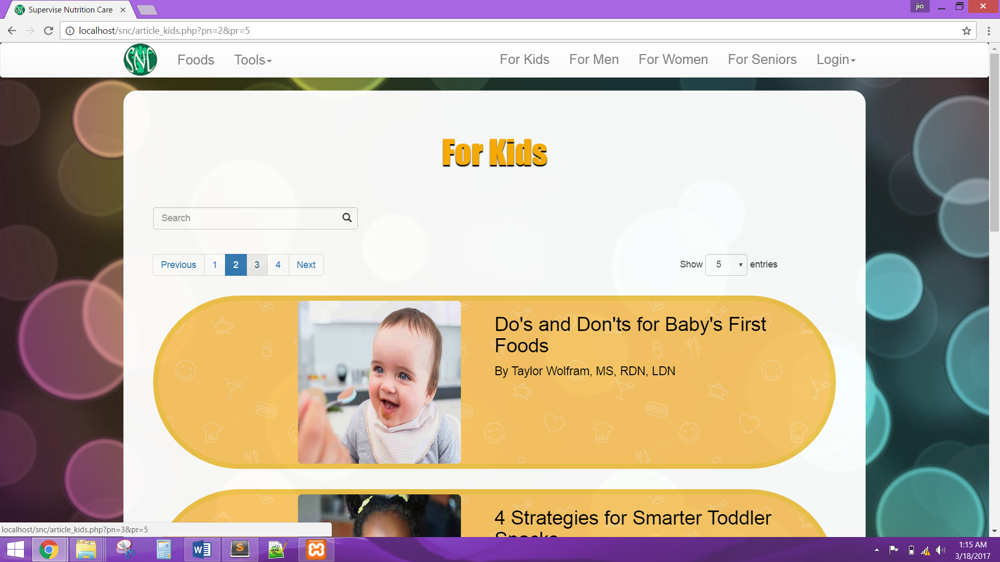 Supervise Nutrition Care
jio
localhost/snc/article_kids.php?pn=2&pr=5
SNC
Foods
Tools
For Kids
For Men
For Women
For Seniors
Login
For Kids
Search
Previous
1
2
3
4
Next
Show 5 entries
Do's and Don'ts for Baby's First
Foods
By Taylor Wolfram, MS, RDN, LDN
4 Strategies for Smarter Toddler
Snacks
localhost/snc/article_kids.php?pn=3&pr=5
1:15 AM
3/18/2017